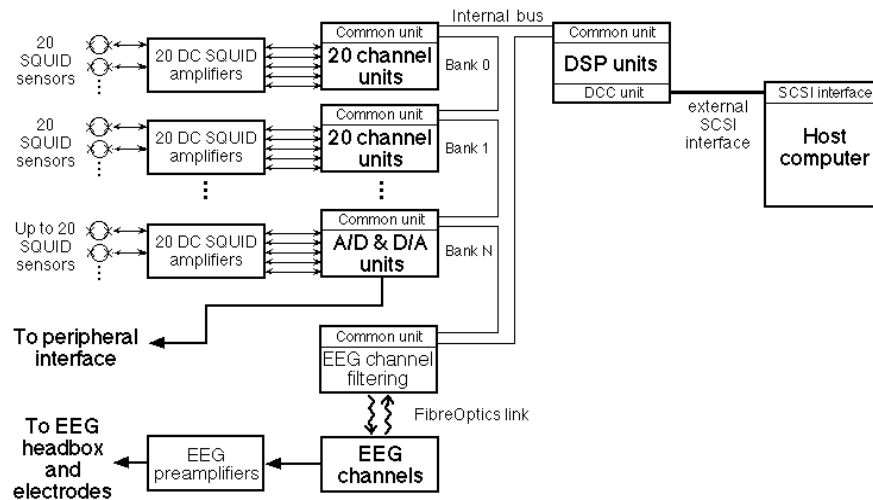 20
SQUID
sensors
20 DC SQUID
amplifiers
Common unit
20 channel
units
Bank 0
Internal bus
Common unit
DSP units
DCC unit
external
SCSI
interface
SCSI interface
Host
computer
20
SQUID
sensors
20 DC SQUID
amplifiers
Common unit
20 channel
units
Bank 1
Up to 20
SQUID
sensors
20 DC SQUID
amplifiers
Common unit
A/D & D/A
units
Bank N
To peripheral
interface
Common unit
EEG channel
filtering
FibreOptics link
To EEG
headbox
and
electrodes
EEG
preamplifiers
EEG
channels